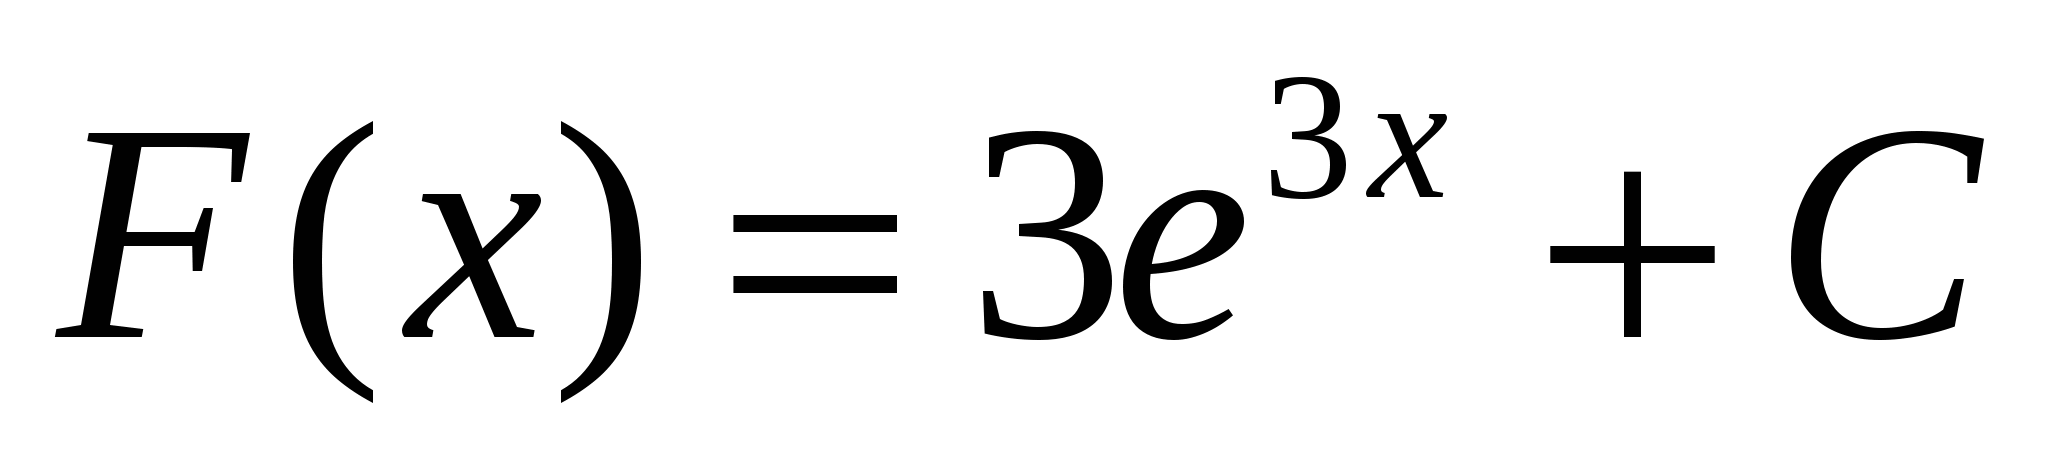 F(x) = 3e^{3x} + C